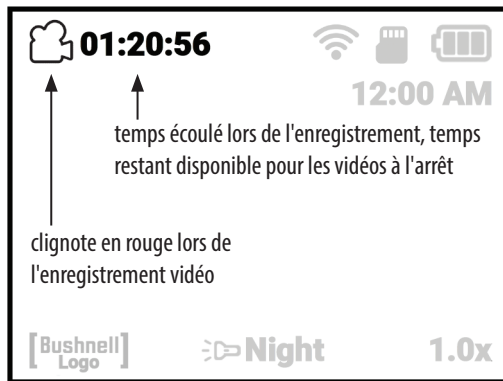 01:20:56
12:00 AM
temps écoulé lors de l'enregistrement, temps
restant disponible pour les vidéos à l'arrêt
clignote en rouge lors de
l'enregistrement vidéo
[Bushnell
Logo]
Night
1.0x